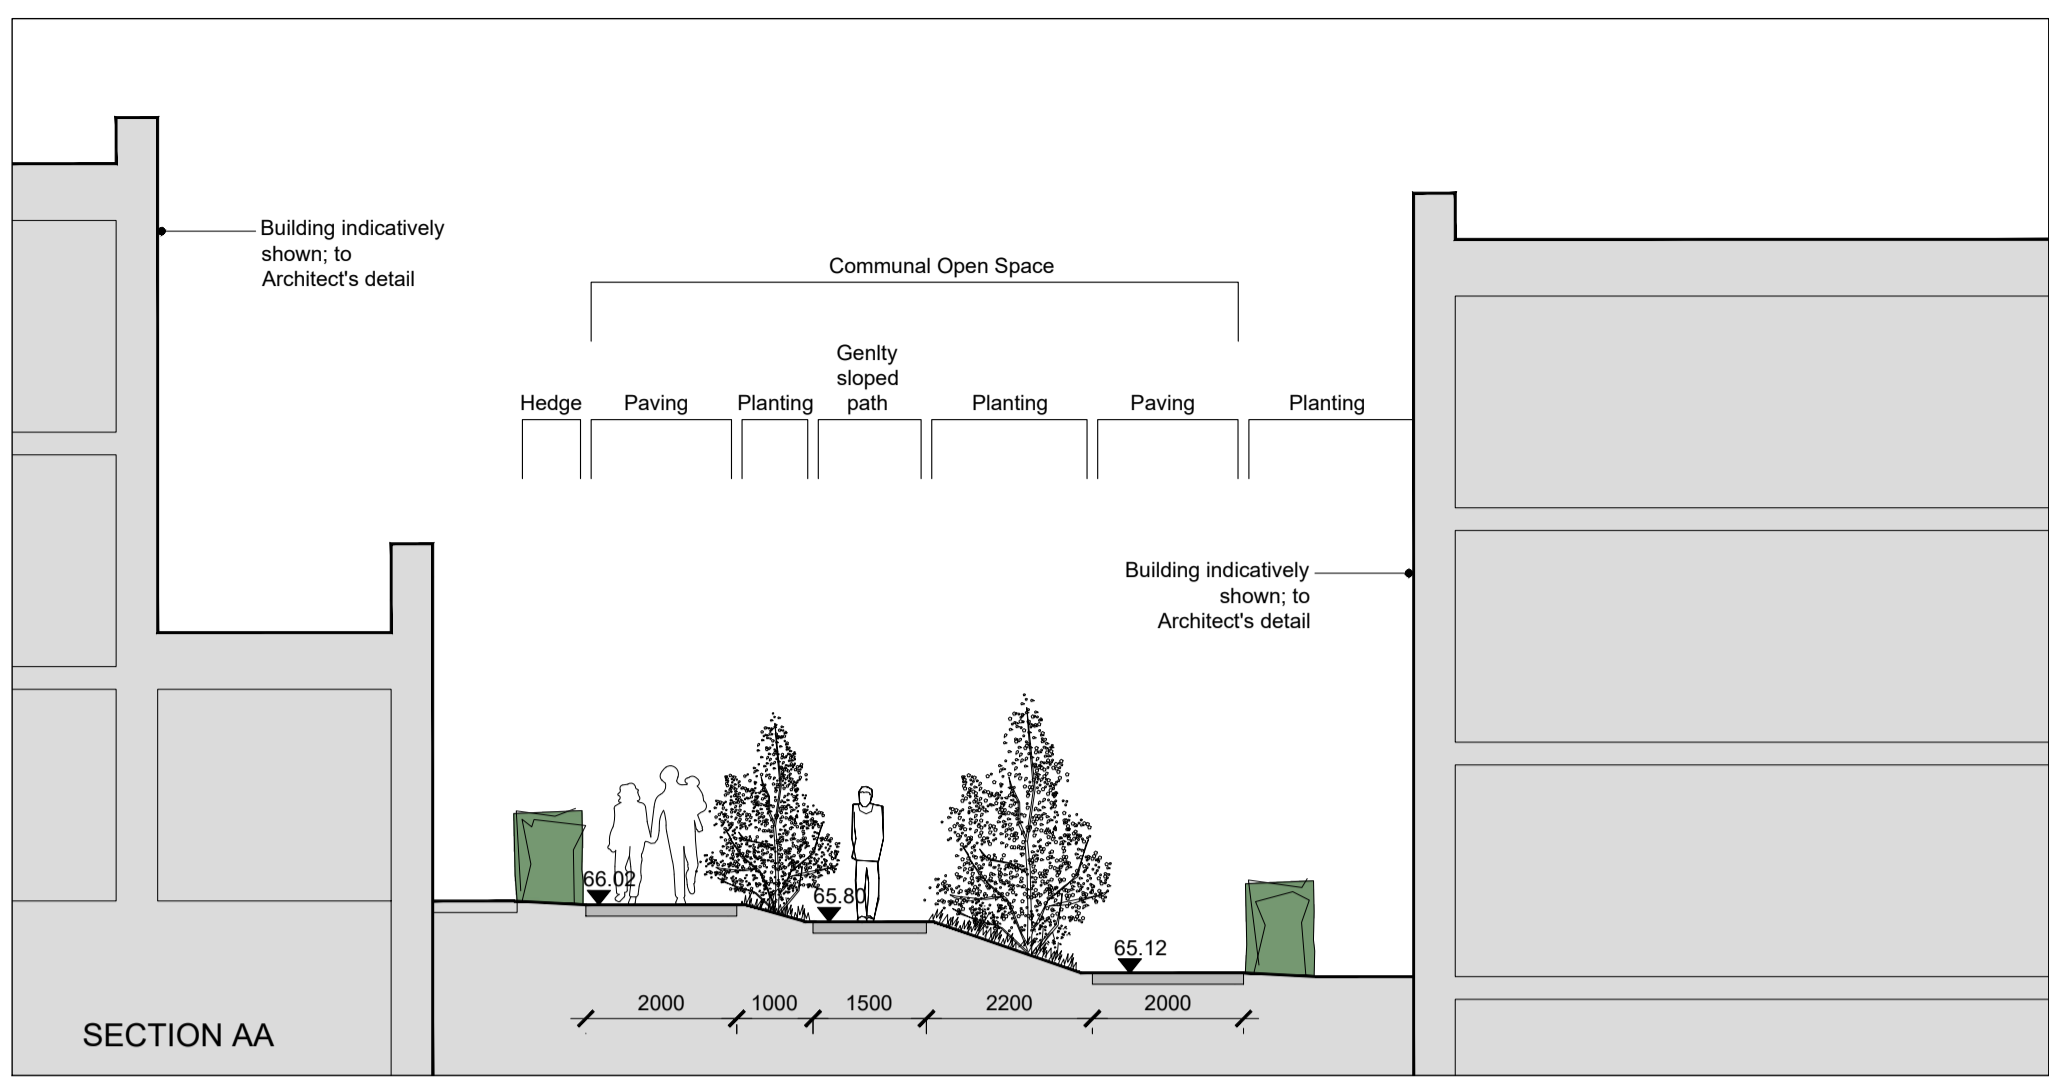 Building indicatively
shown; to
Architect's detail
Communal Open Space
Genlty
sloped
path
Hedge
Paving
Planting
Planting
Paving
Planting
Building indicatively
shown; to
Architect's detail
66.02
65.80
65.12
2000
1000
1500
2200
2000
SECTION AA